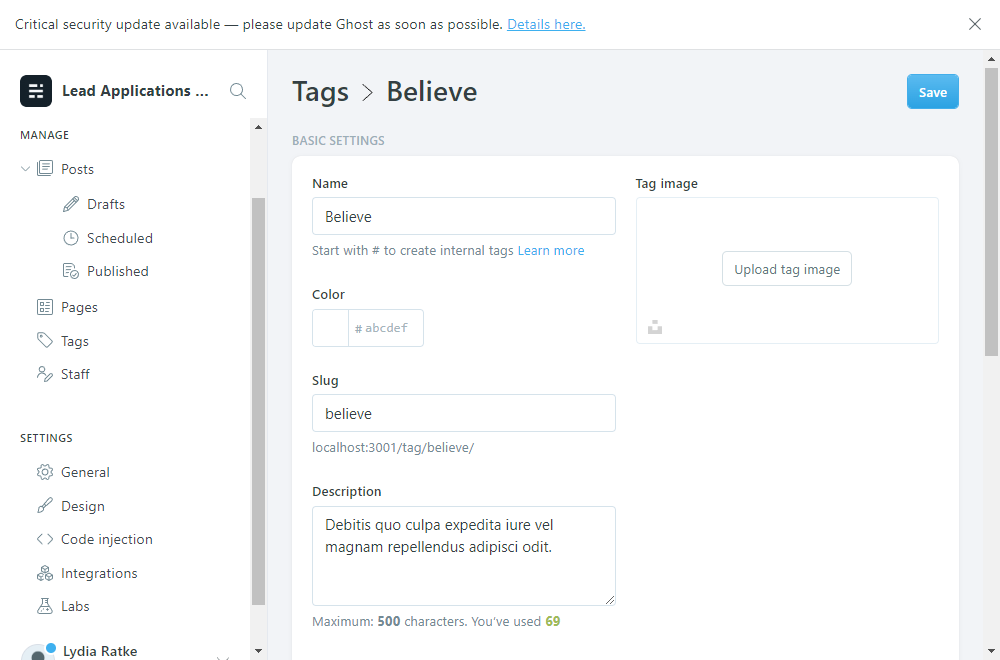 Critical security update available — please update Ghost as soon as possible. Details here.
Lead Applications ...
MANAGE
Posts
Drafts
Scheduled
Published
Pages
Tags
Staff
SETTINGS
General
Design
Code injection
Integrations
Labs
Lydia Ratke
Tags > Believe
Save
BASIC SETTINGS
Name
Believe
Start with # to create internal tags Learn more
Color
# abcdef
Slug
believe
localhost:3001/tag/believe/
Description
Debitis quo culpa expedita iure vel
magnam repellendus adipisci odit.
Maximum: 500 characters. You've used 69
Tag image
Upload tag image